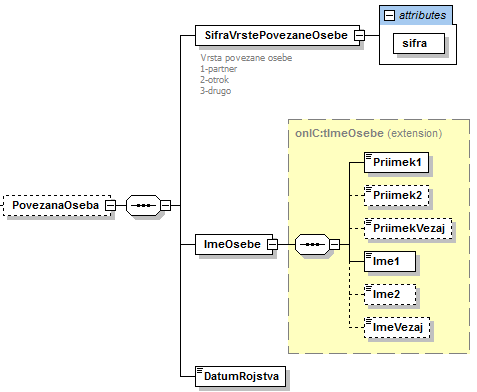 attributes
SifraVrstePovezaneOsebe
sifra
Vrsta povezane osebe
1-partner
2-otrok
3-drugo
onIC:tImeOsebe (extension)
Priimek1
Priimek2
PovezanaOseba
PriimekVezaj
ImeOsebe
Ime1
Ime2
ImeVezaj
DatumRojstva